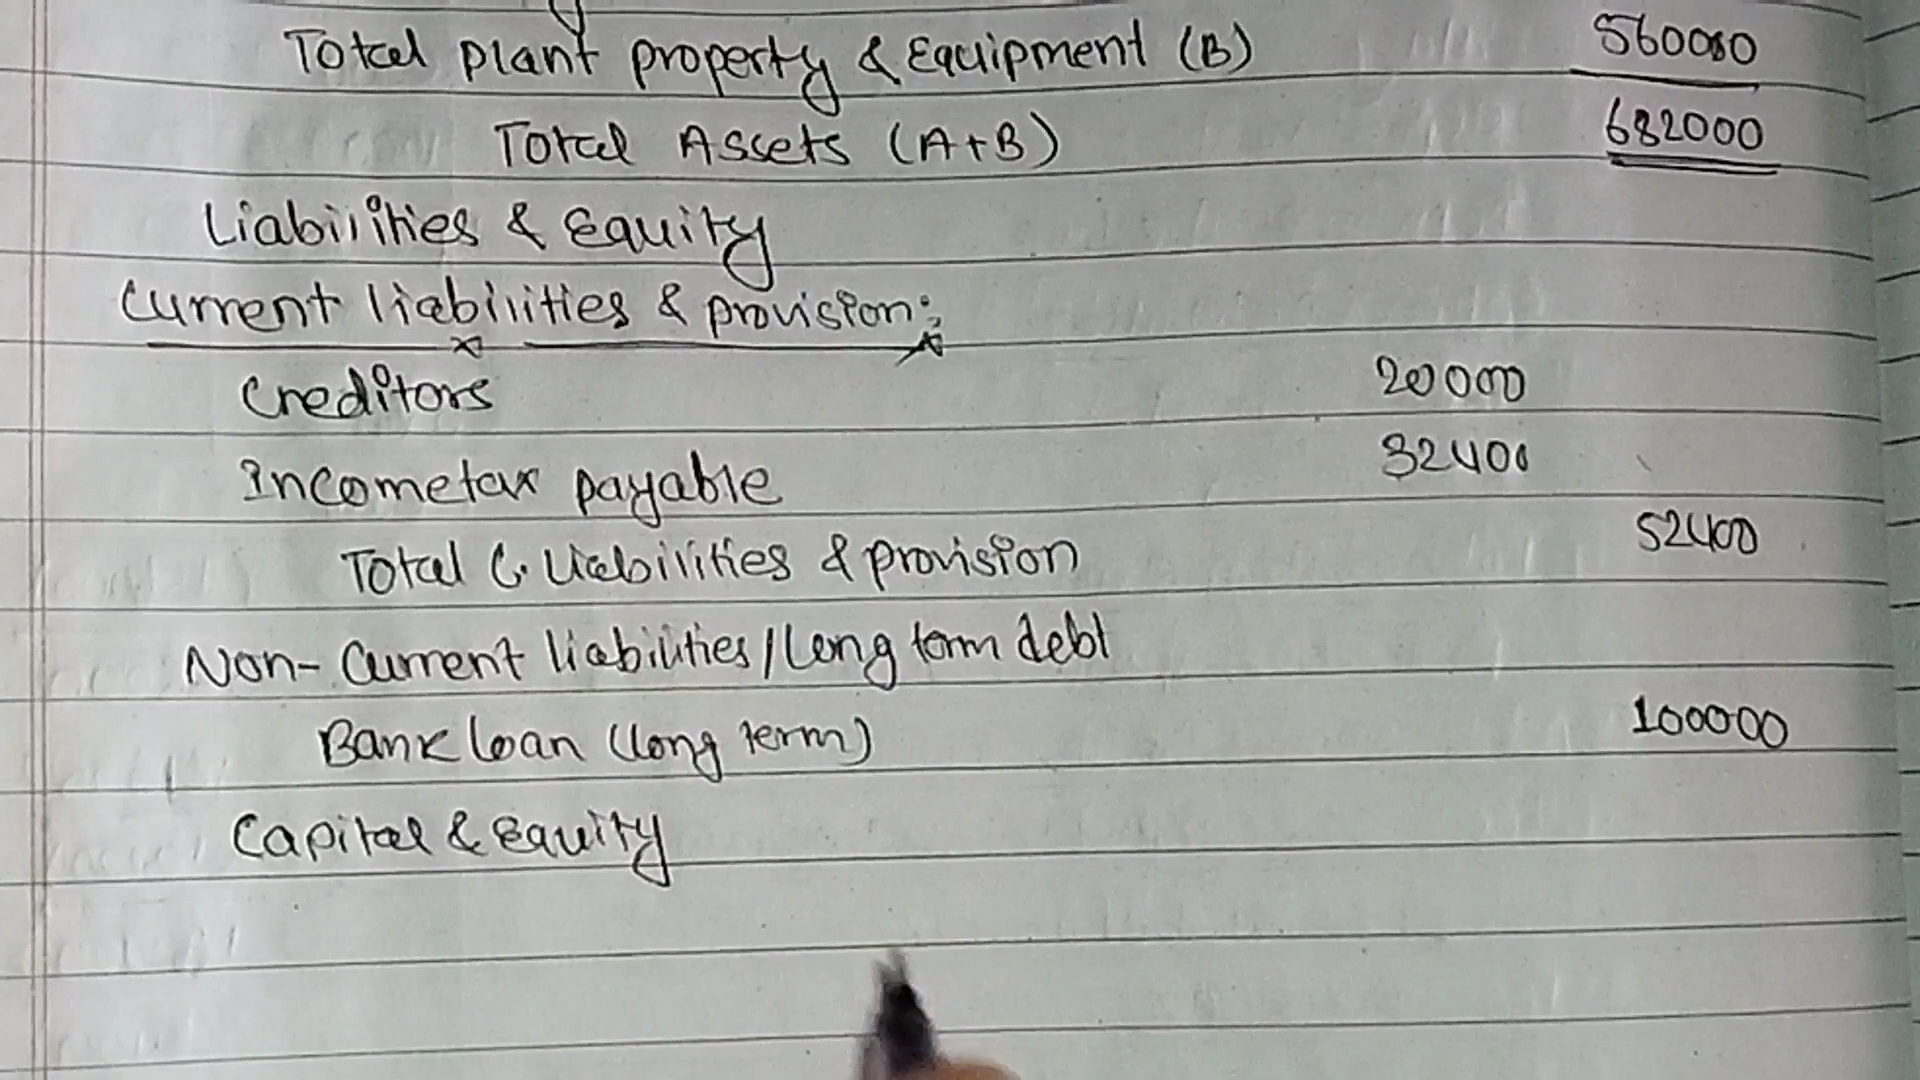 Total plant property & Equipment (B) 560000
Total Assets (A+B) 682000
Liabilities & Equity
Current liabilities & provision:
Creditors 20000
Incometax payable 32400
Total C. Liabilities & provision 52400
Non-Current liabilities/Long term debt
Bank loan (long term) 100000
Capital & Equity